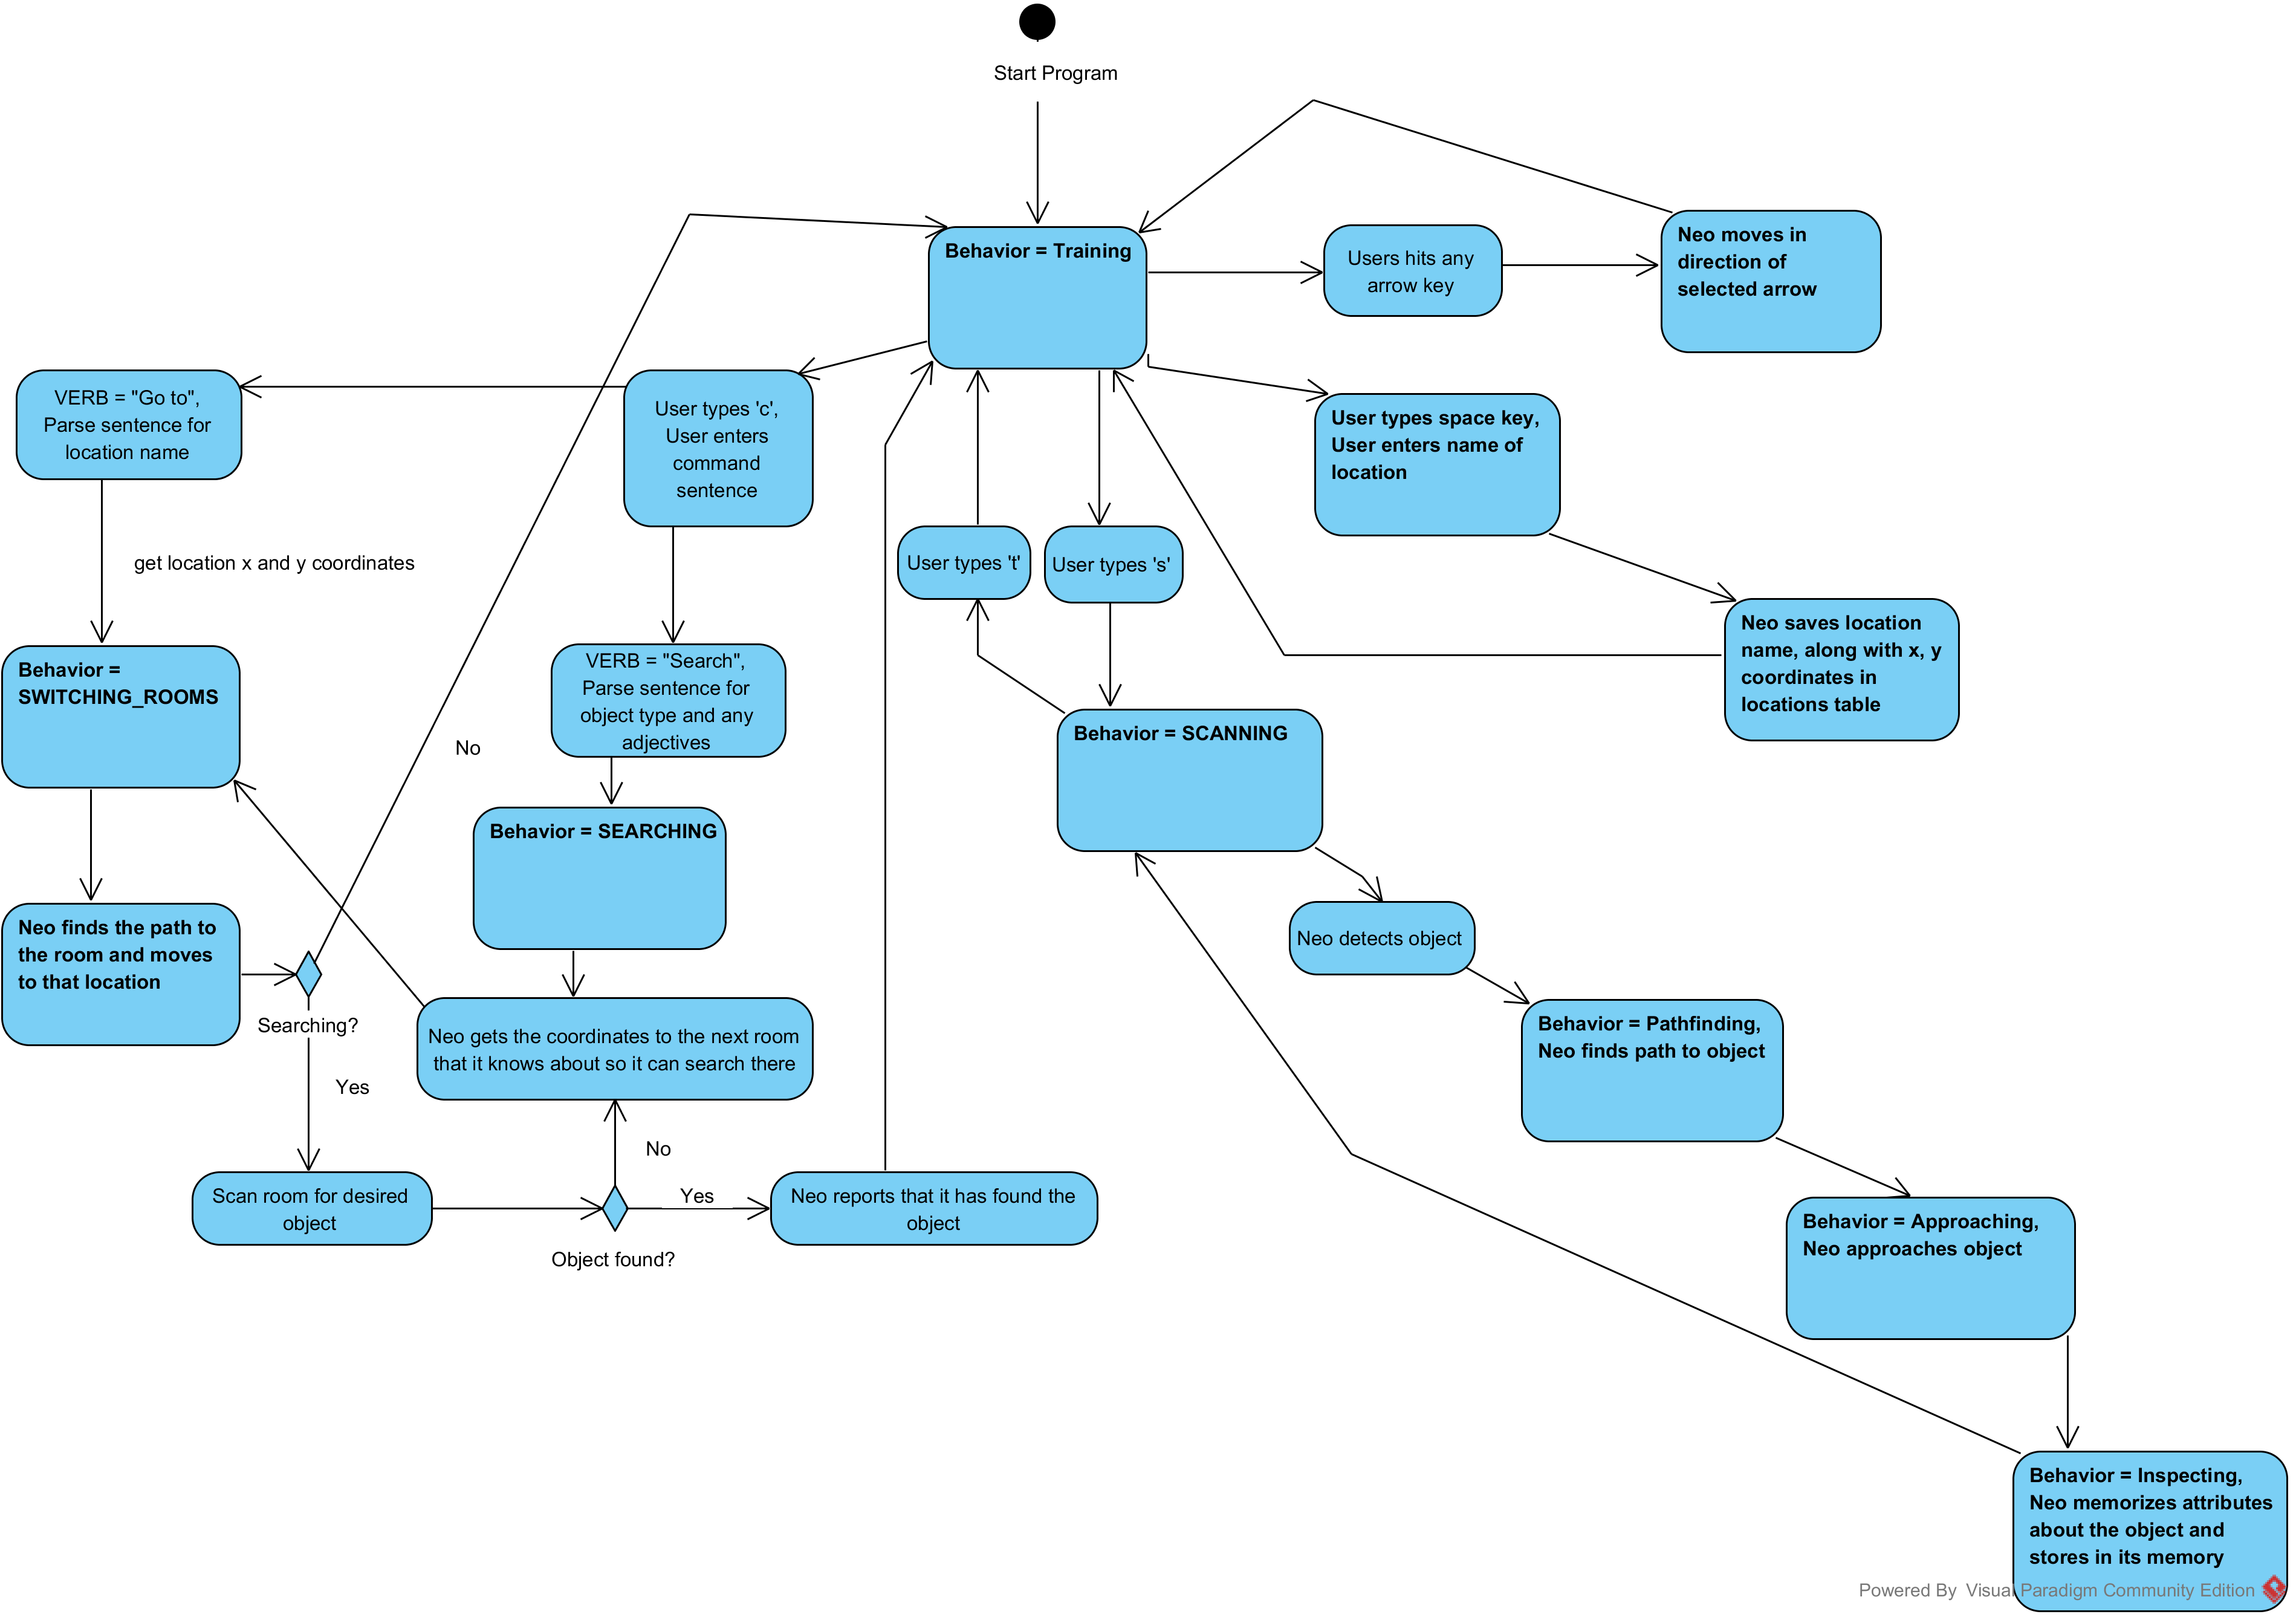 Start Program
Behavior = Training
Users hits any
arrow key
Neo moves in
direction of
selected arrow
VERB = "Go to",
Parse sentence for
location name
User types 'c',
User enters
command
sentence
User types space key,
User enters name of
location
get location x and y coordinates
User types 't'
User types 's'
Neo saves location
name, along with x, y
coordinates in
locations table
Behavior =
SWITCHING_ROOMS
VERB = "Search",
Parse sentence for
object type and any
adjectives
No
Behavior = SCANNING
Behavior = SEARCHING
Neo finds the path to
the room and moves
to that location
Neo detects object
Searching?
Neo gets the coordinates to the next room
that it knows about so it can search there
Behavior = Pathfinding,
Neo finds path to object
Yes
No
Scan room for desired
object
Yes
Neo reports that it has found the
object
Object found?
Behavior = Approaching,
Neo approaches object
Behavior = Inspecting,
Neo memorizes attributes
about the object and
stores in its memory
Powered By Visual Paradigm Community Edition